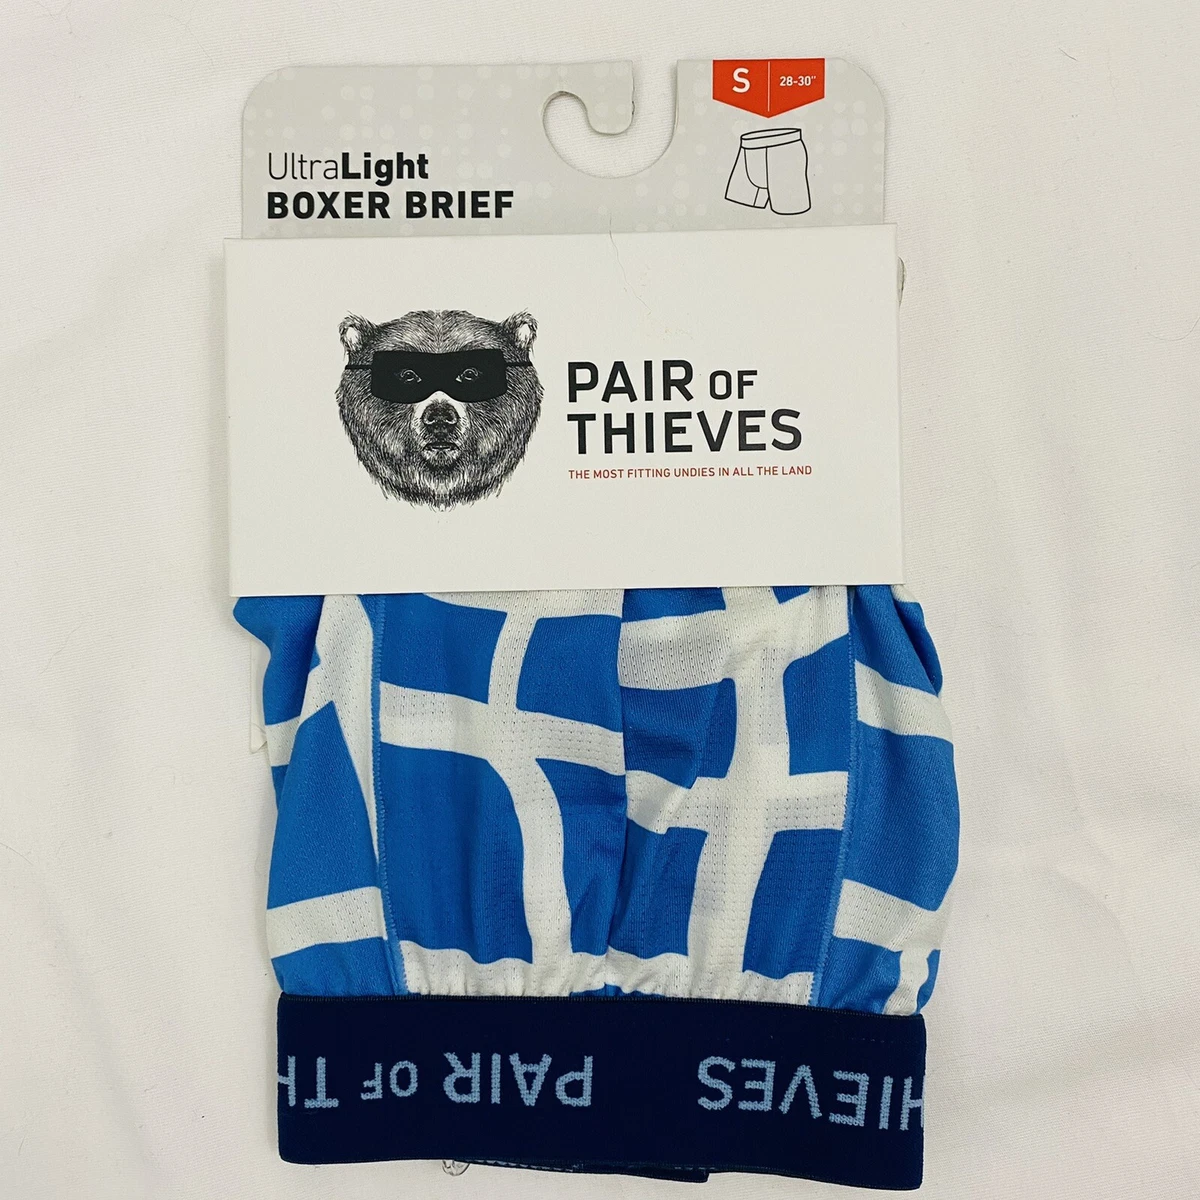 S 28-30"
UltraLight
BOXER BRIEF
PAIR OF
THIEVES
THE MOST FITTING UNDIES IN ALL THE LAND
HIEVES PAIR OF TH